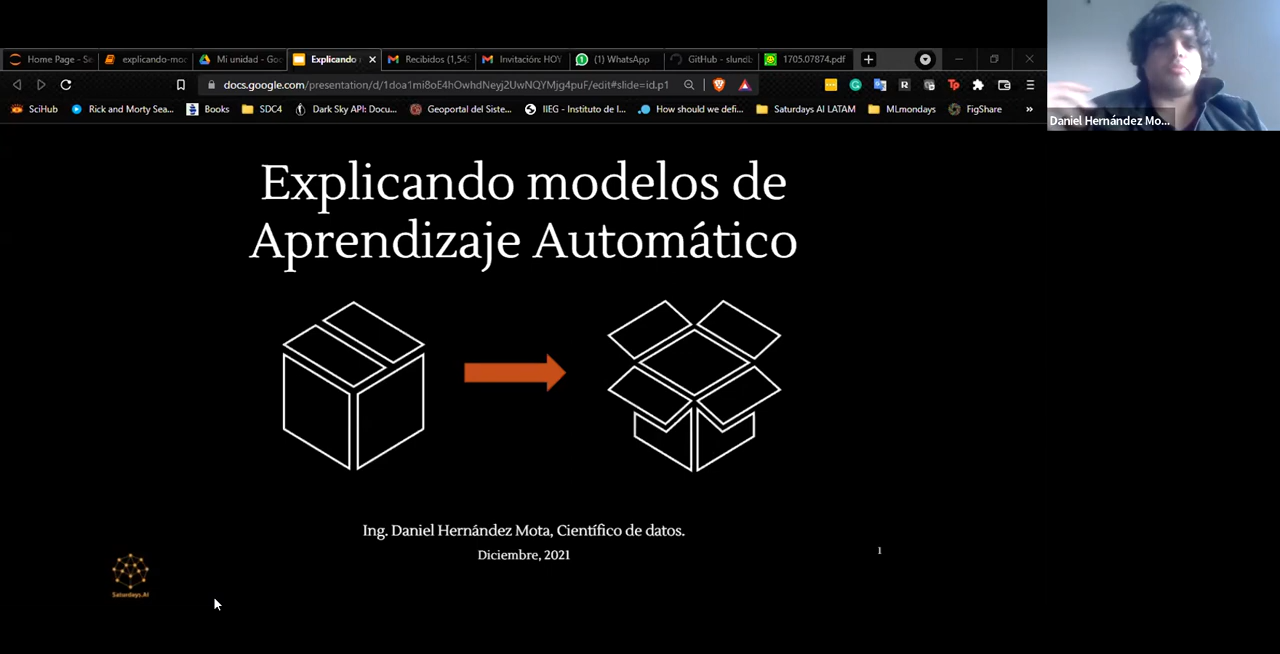 Home Page - Se
explicando-mod
Mi unidad - Goo
Explicando
Recibidos (1,54
Invitación: HOY
(1) WhatsApp
GitHub - slundb
1705.07874.pdf
docs.google.com/presentation/d/1doa1mi8oE4hOwhdNeyj2UwNQYMjg4puF/edit#slide=id.p1
SciHub
Rick and Morty Sea...
Books
SDC4
Dark Sky API: Docu...
Geoportal del Siste...
IIEG - Instituto de I...
How should we defi...
Saturdays AI LATAM
MLmondays
FigShare
»
Daniel Hernández Mo...
Explicando modelos de
Aprendizaje Automático
Ing. Daniel Hernández Mota, Científico de datos.
Diciembre, 2021
1
Saturdays.AI